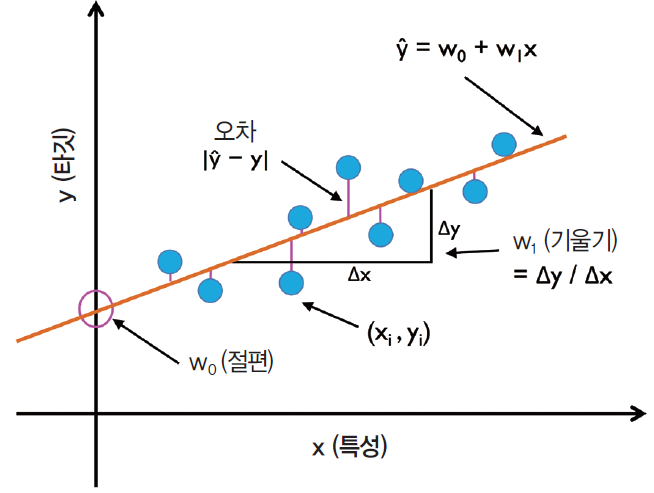 ŷ = w₀ + w₁x
오차
|ŷ − y|
y (타깃)
Δy
Δx
w₁ (기울기)
= Δy / Δx
(xᵢ , yᵢ)
w₀ (절편)
x (특성)